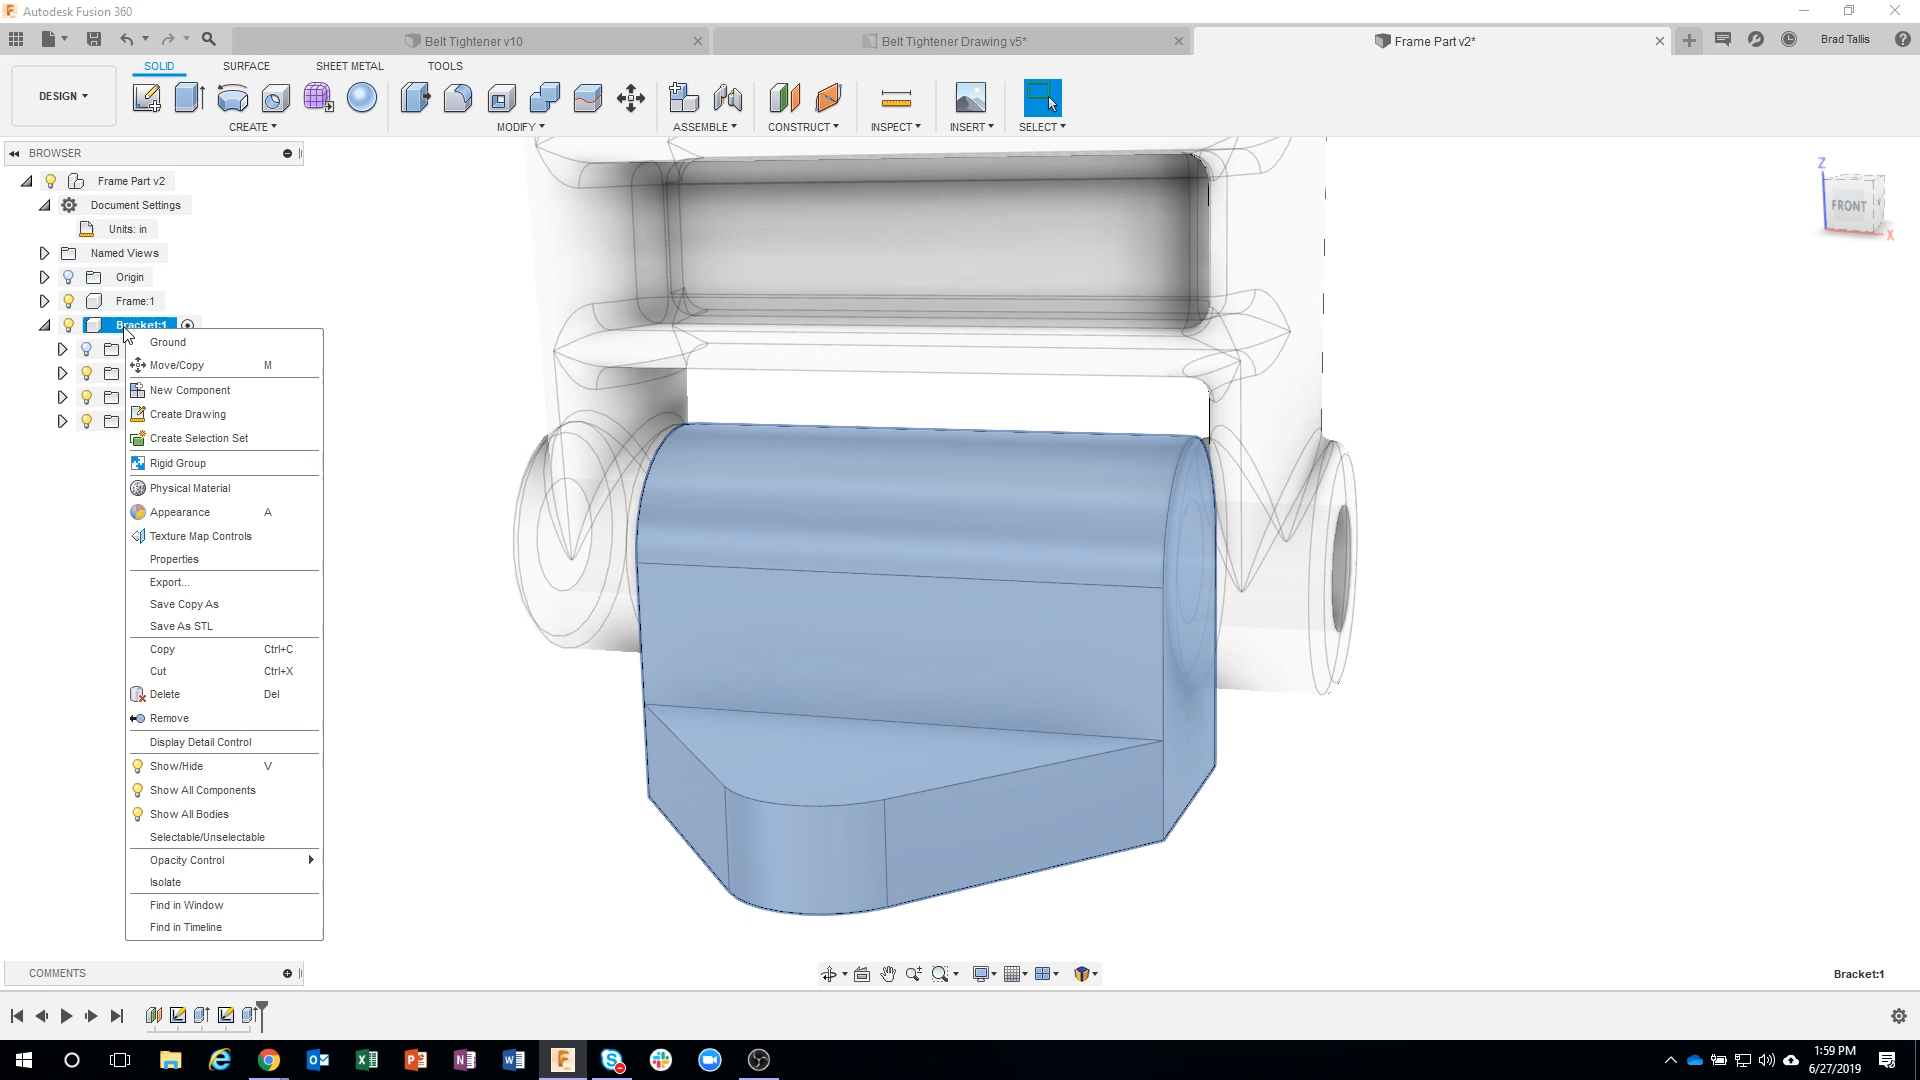 Autodesk Fusion 360
Belt Tightener v10
Belt Tightener Drawing v5*
Frame Part v2*
Brad Tallis
DESIGN
SOLID
SURFACE
SHEET METAL
TOOLS
CREATE
MODIFY
ASSEMBLE
CONSTRUCT
INSPECT
INSERT
SELECT
BROWSER
Frame Part v2
Document Settings
Units: in
Named Views
Origin
Frame:1
Bracket:1
Ground
Move/Copy M
New Component
Create Drawing
Create Selection Set
Rigid Group
Physical Material
Appearance A
Texture Map Controls
Properties
Export...
Save Copy As
Save As STL
Copy Ctrl+C
Cut Ctrl+X
Delete Del
Remove
Display Detail Control
Show/Hide V
Show All Components
Show All Bodies
Selectable/Unselectable
Opacity Control
Isolate
Find in Window
Find in Timeline
Z
FRONT
X
COMMENTS
Bracket:1
1:59 PM
6/27/2019